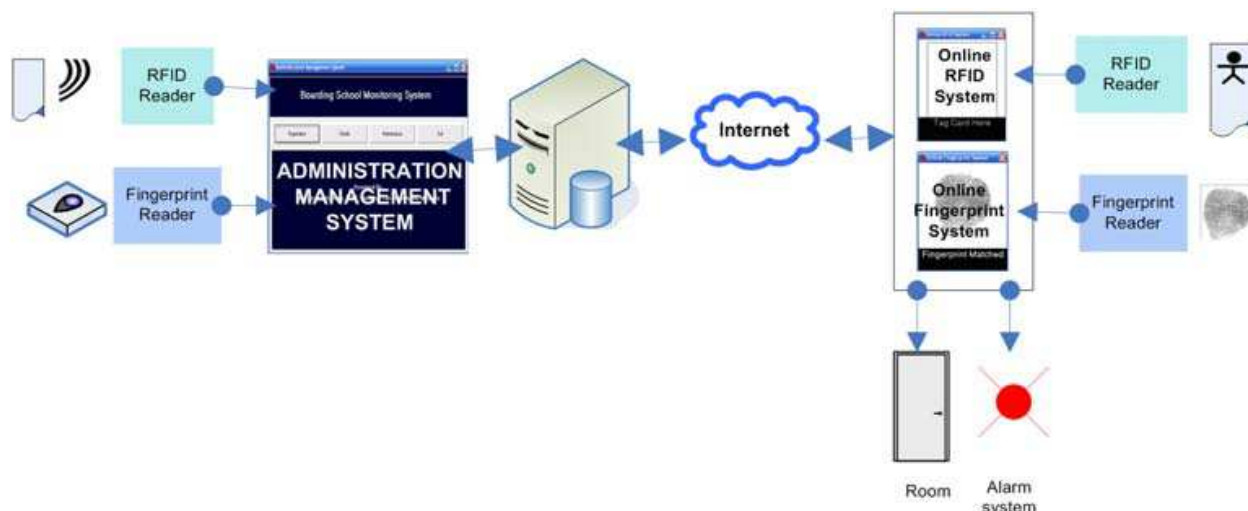 RFID
Reader
Boarding School Monitoring System
ADMINISTRATION
MANAGEMENT
SYSTEM
Fingerprint
Reader
Internet
Online
RFID
System
Tag Card Here
Online
Fingerprint
System
Fingerprint Matched
RFID
Reader
Fingerprint
Reader
Room
Alarm
system